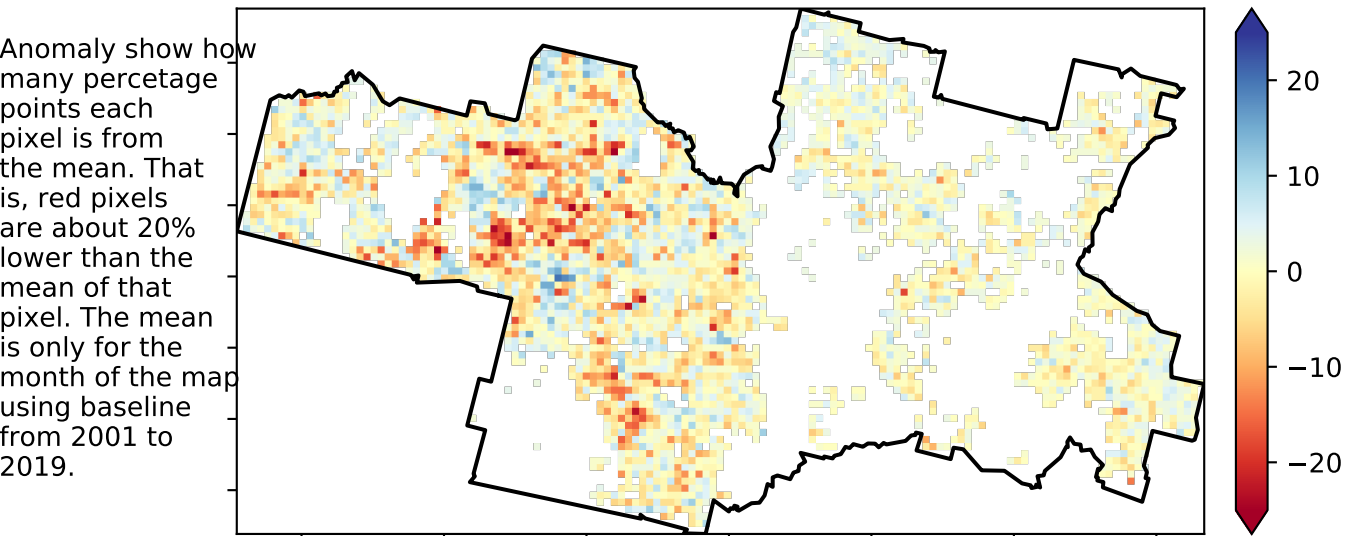 Anomaly show how
many percetage
points each
pixel is from
the mean. That
is, red pixels
are about 20%
lower than the
mean of that
pixel. The mean
is only for the
month of the map
using baseline
from 2001 to
2019.
20
10
0
−10
−20